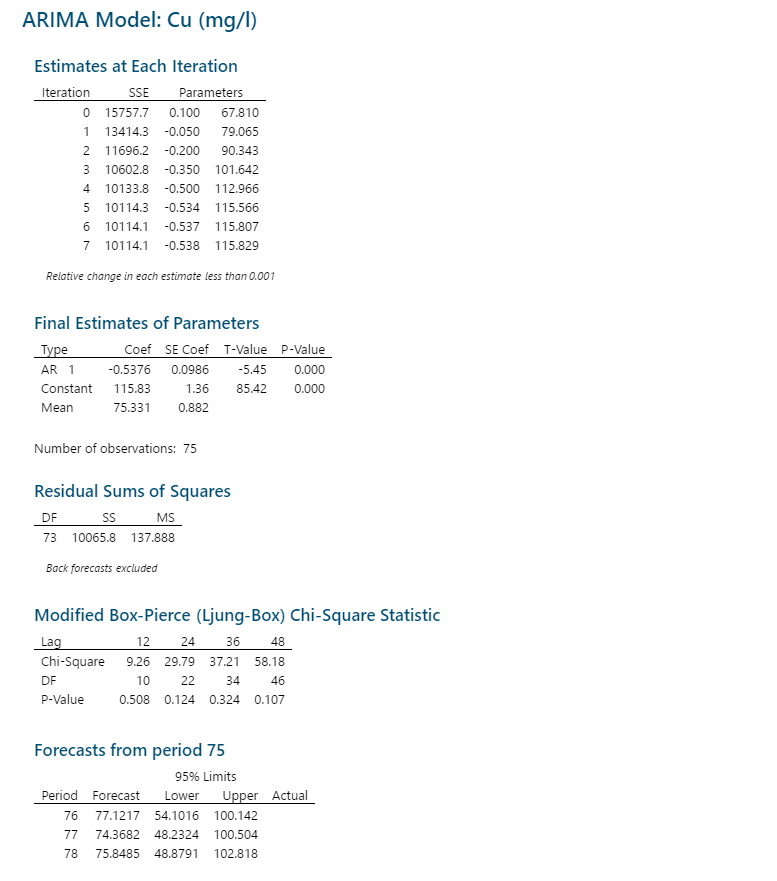 ARIMA Model: Cu (mg/l)
Estimates at Each Iteration
Iteration SSE Parameters
0 15757.7 0.100 67.810
1 13414.3 -0.050 79.065
2 11696.2 -0.200 90.343
3 10602.8 -0.350 101.642
4 10133.8 -0.500 112.966
5 10114.3 -0.534 115.566
6 10114.1 -0.537 115.807
7 10114.1 -0.538 115.829
Relative change in each estimate less than 0.001
Final Estimates of Parameters
Type Coef SE Coef T-Value P-Value
AR 1 -0.5376 0.0986 -5.45 0.000
Constant 115.83 1.36 85.42 0.000
Mean 75.331 0.882
Number of observations: 75
Residual Sums of Squares
DF SS MS
73 10065.8 137.888
Back forecasts excluded
Modified Box-Pierce (Ljung-Box) Chi-Square Statistic
Lag 12 24 36 48
Chi-Square 9.26 29.79 37.21 58.18
DF 10 22 34 46
P-Value 0.508 0.124 0.324 0.107
Forecasts from period 75
95% Limits
Period Forecast Lower Upper Actual
76 77.1217 54.1016 100.142
77 74.3682 48.2324 100.504
78 75.8485 48.8791 102.818